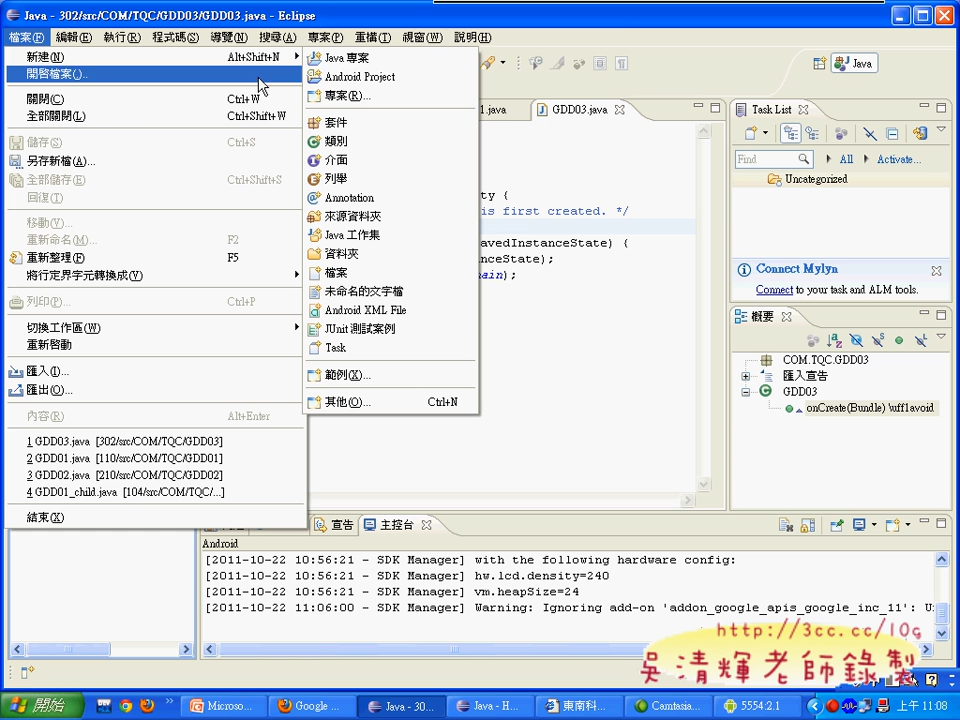 Java - 302/src/COM/TQC/GDD03/GDD03.java - Eclipse
檔案(F) 編輯(E) 執行(R) 程式碼(S) 導覽(N) 搜尋(A) 專案(P) 重構(T) 視窗(W) 說明(H)
新建(N) Alt+Shift+N
開啓檔案(.)..
關閉(C) Ctrl+W
全部關閉(L) Ctrl+Shift+W
儲存(S) Ctrl+S
另存新檔(A)...
全部儲存(E) Ctrl+Shift+S
回復(T)
移動(V)...
重新命名(M)... F2
重新整理(F) F5
將行定界字元轉換成(V)
列印(P)... Ctrl+P
切換工作區(W)
重新啓動
匯入(I)...
匯出(O)...
內容(R) Alt+Enter
1 GDD03.java [302/src/COM/TQC/GDD03]
2 GDD01.java [110/src/COM/TQC/GDD01]
3 GDD02.java [210/src/COM/TQC/GDD02]
4 GDD01_child.java [104/src/COM/TQC/...]
結束(X)
Java 專案
Android Project
專案(R)...
套件
類別
介面
列舉
Annotation
來源資料夾
Java 工作集
資料夾
檔案
未命名的文字檔
Android XML File
JUnit 測試案例
Task
範例(X)...
其他(O)... Ctrl+N
Java
1.java GDD03.java
ty {
is first created. */
avedInstanceState) {
nceState);
ain);
Task List
Find All Activate...
Uncategorized
Connect Mylyn
Connect to your task and ALM tools.
概要
COM.TQC.GDD03
匯入宣告
GDD03
onCreate(Bundle) \uff1avoid
宣告 主控台
Android
[2011-10-22 10:56:21 - SDK Manager] with the following hardware config:
[2011-10-22 10:56:21 - SDK Manager] hw.lcd.density=240
[2011-10-22 10:56:21 - SDK Manager] vm.heapSize=24
[2011-10-22 11:06:00 - SDK Manager] Warning: Ignoring add-on 'addon_google_apis_google_inc_11': U
http://3cc.cc/10g
吳清輝老師錄製
開始 Microso... Google ... Java - 30... Java - H... 東南科... Camtasia... 5554:2.1 上午 11:08